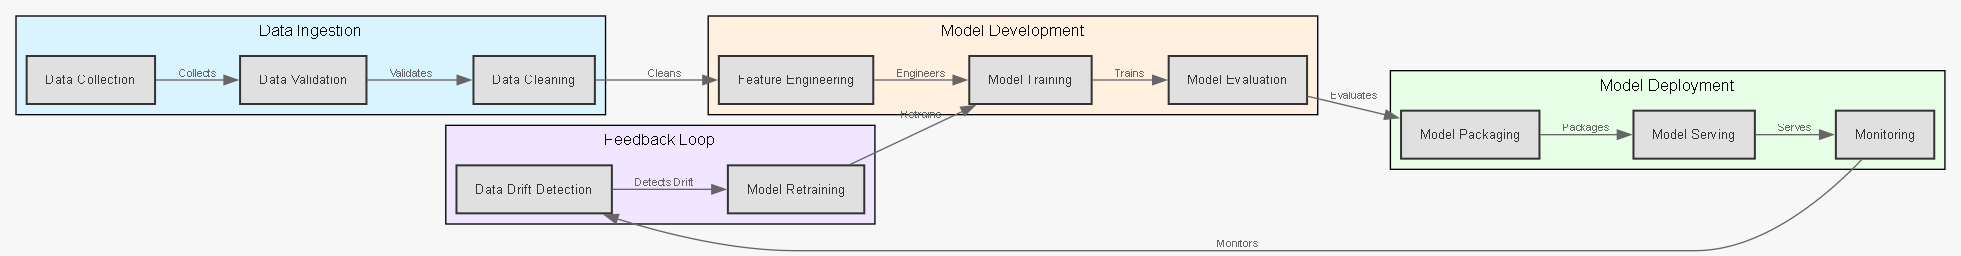 Data Ingestion
Data Collection
Collects
Data Validation
Validates
Data Cleaning
Cleans
Model Development
Feature Engineering
Engineers
Model Training
Trains
Model Evaluation
Evaluates
Model Deployment
Model Packaging
Packages
Model Serving
Serves
Monitoring
Monitors
Feedback Loop
Data Drift Detection
Detects Drift
Model Retraining
Retrains